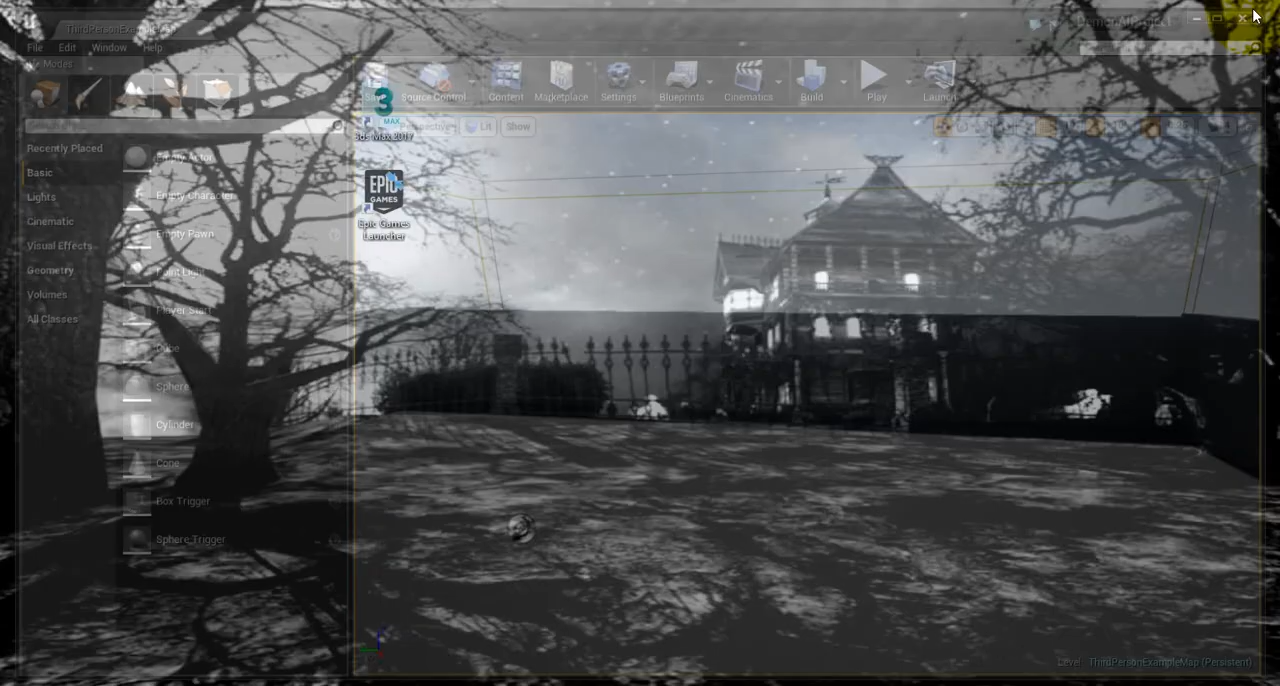 ThirdPersonExampleMap
File Edit Window Help
Modes
Source Control Content Marketplace Settings Blueprints Cinematics Build Play Launch
3
MAX
3ds Max 2017
Lit Show
Recently Placed
Basic
Lights
Cinematic
Visual Effects
Geometry
Volumes
All Classes
Empty Actor
Empty Character
Empty Pawn
Point Light
Player Start
Cube
Sphere
Cylinder
Cone
Box Trigger
Sphere Trigger
EPIC
GAMES
Epic Games
Launcher
Level: ThirdPersonExampleMap (Persistent)